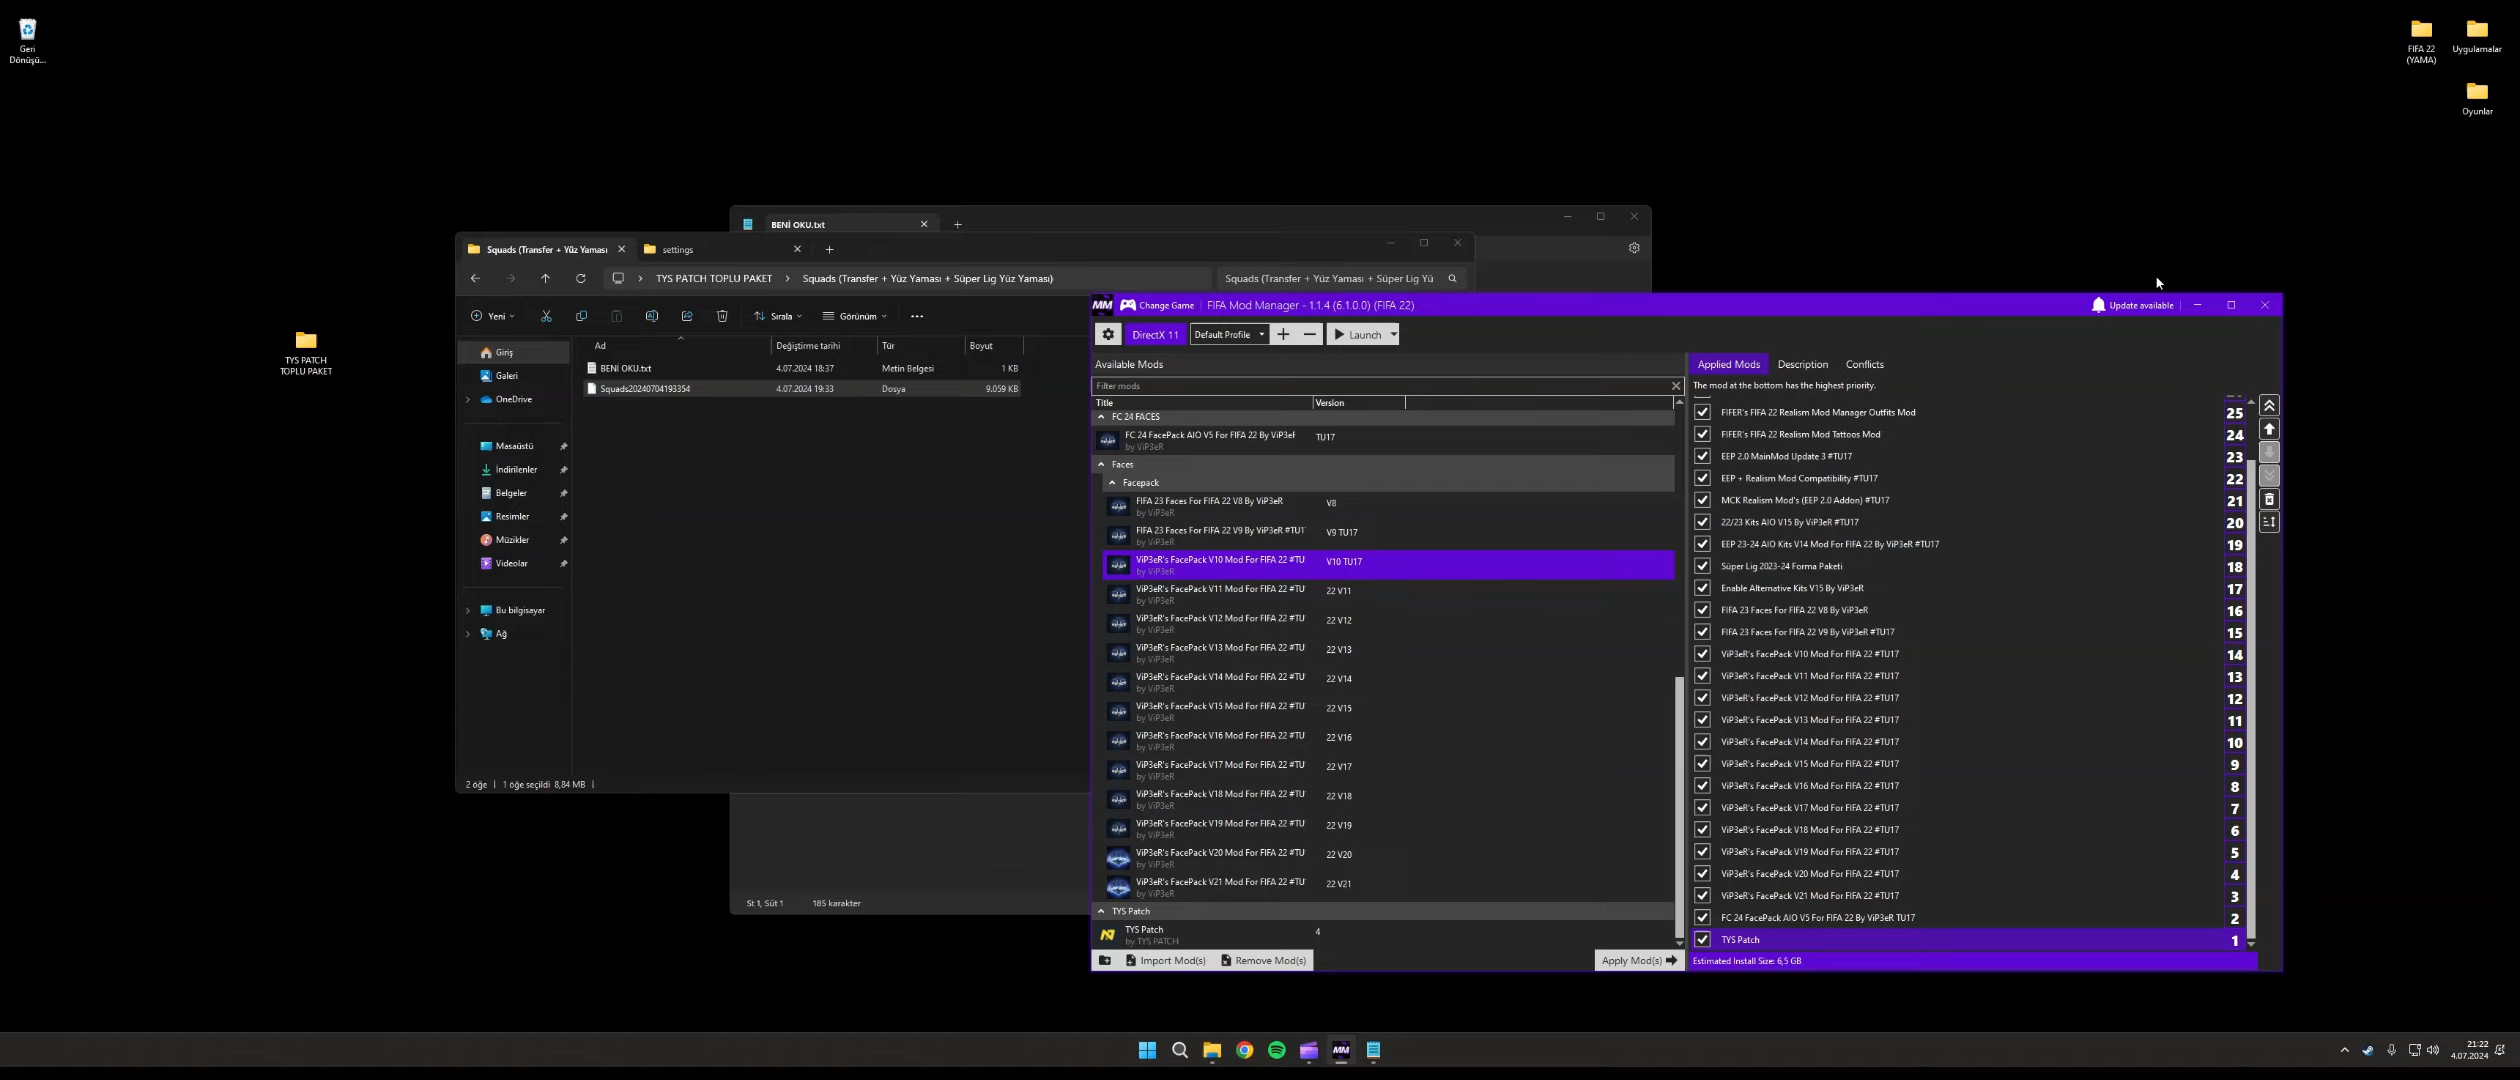 Geri
Dönüşü...
FIFA 22
(YAMA)
Uygulamalar
Oyunlar
TYS PATCH
TOPLU PAKET
BENİ OKU.txt
Squads (Transfer + Yüz Yaması
settings
TYS PATCH TOPLU PAKET
Squads (Transfer + Yüz Yaması + Süper Lig Yüz Yaması)
Squads (Transfer + Yüz Yaması + Süper Lig Yü
Yeni
Sırala
Görünüm
Giriş
Galeri
OneDrive
Masaüstü
İndirilenler
Belgeler
Resimler
Müzikler
Videolar
Bu bilgisayar
Ağ
Ad Değiştirme tarihi Tür Boyut
BENİ OKU.txt 4.07.2024 18:37 Metin Belgesi 1 KB
Squads20240704193354 4.07.2024 19:33 Dosya 9.059 KB
2 öğe 1 öğe seçildi 8,84 MB
St 1, Süt 1 185 karakter
MM Change Game FIFA Mod Manager - 1.1.4 (6.1.0.0) (FIFA 22)
Update available
DirectX 11 Default Profile Launch
Available Mods
Filter mods
Title Version
FC 24 FACES
FC 24 FacePack AIO V5 For FIFA 22 By ViP3eR TU17
by ViP3eR
Faces
Facepack
FIFA 23 Faces For FIFA 22 V8 By ViP3eR V8
by ViP3eR
FIFA 23 Faces For FIFA 22 V9 By ViP3eR #TU17 V9 TU17
by ViP3eR
ViP3eR's FacePack V10 Mod For FIFA 22 #TU V10 TU17
by ViP3eR
ViP3eR's FacePack V11 Mod For FIFA 22 #TU 22 V11
by ViP3eR
ViP3eR's FacePack V12 Mod For FIFA 22 #TU 22 V12
by ViP3eR
ViP3eR's FacePack V13 Mod For FIFA 22 #TU 22 V13
by ViP3eR
ViP3eR's FacePack V14 Mod For FIFA 22 #TU 22 V14
by ViP3eR
ViP3eR's FacePack V15 Mod For FIFA 22 #TU 22 V15
by ViP3eR
ViP3eR's FacePack V16 Mod For FIFA 22 #TU 22 V16
by ViP3eR
ViP3eR's FacePack V17 Mod For FIFA 22 #TU 22 V17
by ViP3eR
ViP3eR's FacePack V18 Mod For FIFA 22 #TU 22 V18
by ViP3eR
ViP3eR's FacePack V19 Mod For FIFA 22 #TU 22 V19
by ViP3eR
ViP3eR's FacePack V20 Mod For FIFA 22 #TU 22 V20
by ViP3eR
ViP3eR's FacePack V21 Mod For FIFA 22 #TU 22 V21
by ViP3eR
TYS Patch
TYS Patch 4
by TYS PATCH
Import Mod(s) Remove Mod(s) Apply Mod(s)
Applied Mods Description Conflicts
The mod at the bottom has the highest priority.
FIFER's FIFA 22 Realism Mod Manager Outfits Mod 25
FIFER's FIFA 22 Realism Mod Tattoos Mod 24
EEP 2.0 MainMod Update 3 #TU17 23
EEP + Realism Mod Compatibility #TU17 22
MCK Realism Mod's (EEP 2.0 Addon) #TU17 21
22/23 Kits AIO V15 By ViP3eR #TU17 20
EEP 23-24 AIO Kits V14 Mod For FIFA 22 By ViP3eR #TU17 19
Süper Lig 2023-24 Forma Paketi 18
Enable Alternative Kits V15 By ViP3eR 17
FIFA 23 Faces For FIFA 22 V8 By ViP3eR 16
FIFA 23 Faces For FIFA 22 V9 By ViP3eR #TU17 15
ViP3eR's FacePack V10 Mod For FIFA 22 #TU17 14
ViP3eR's FacePack V11 Mod For FIFA 22 #TU17 13
ViP3eR's FacePack V12 Mod For FIFA 22 #TU17 12
ViP3eR's FacePack V13 Mod For FIFA 22 #TU17 11
ViP3eR's FacePack V14 Mod For FIFA 22 #TU17 10
ViP3eR's FacePack V15 Mod For FIFA 22 #TU17 9
ViP3eR's FacePack V16 Mod For FIFA 22 #TU17 8
ViP3eR's FacePack V17 Mod For FIFA 22 #TU17 7
ViP3eR's FacePack V18 Mod For FIFA 22 #TU17 6
ViP3eR's FacePack V19 Mod For FIFA 22 #TU17 5
ViP3eR's FacePack V20 Mod For FIFA 22 #TU17 4
ViP3eR's FacePack V21 Mod For FIFA 22 #TU17 3
FC 24 FacePack AIO V5 For FIFA 22 By ViP3eR TU17 2
TYS Patch 1
Estimated Install Size: 6,5 GB
MM
21:22
4.07.2024